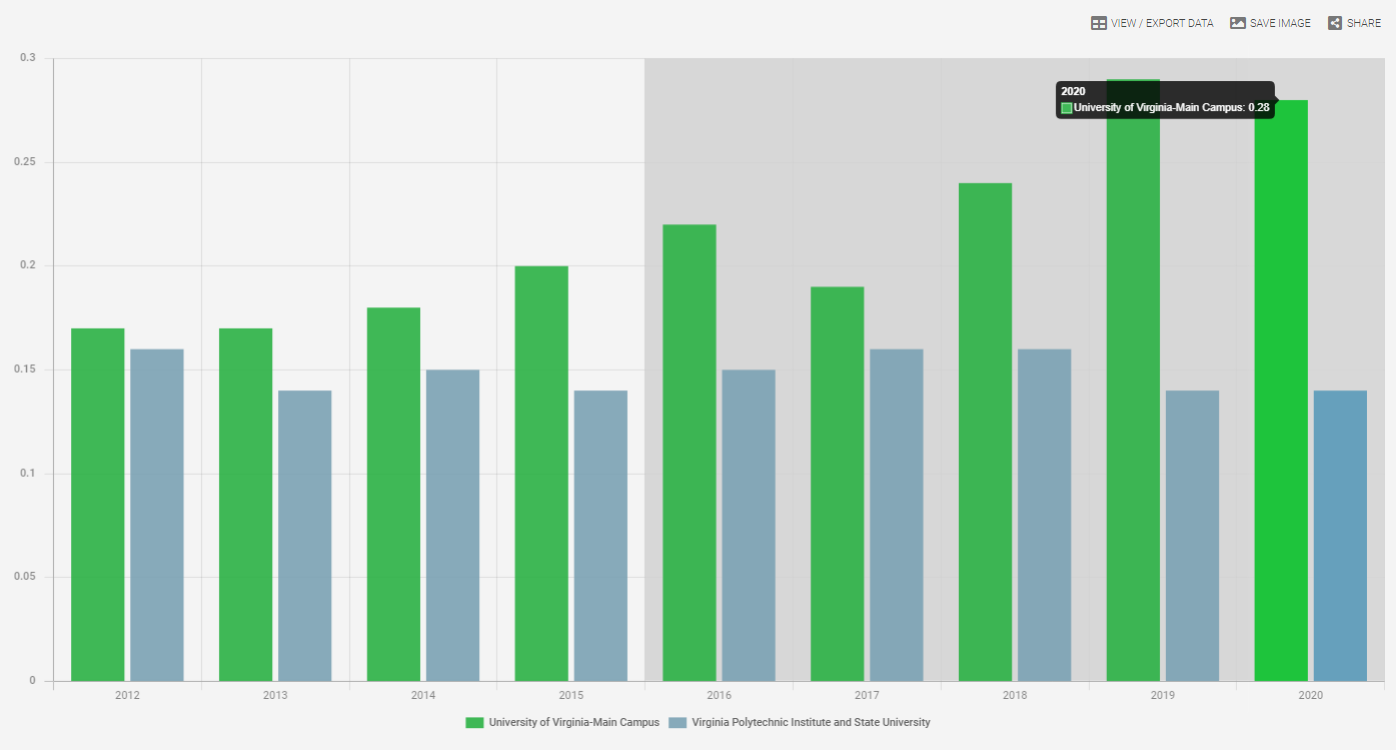 VIEW / EXPORT DATA SAVE IMAGE SHARE
0.3
2020
University of Virginia-Main Campus: 0.28
0.25
0.2
0.15
0.1
0.05
0
2012 2013 2014 2015 2016 2017 2018 2019 2020
University of Virginia-Main Campus Virginia Polytechnic Institute and State University